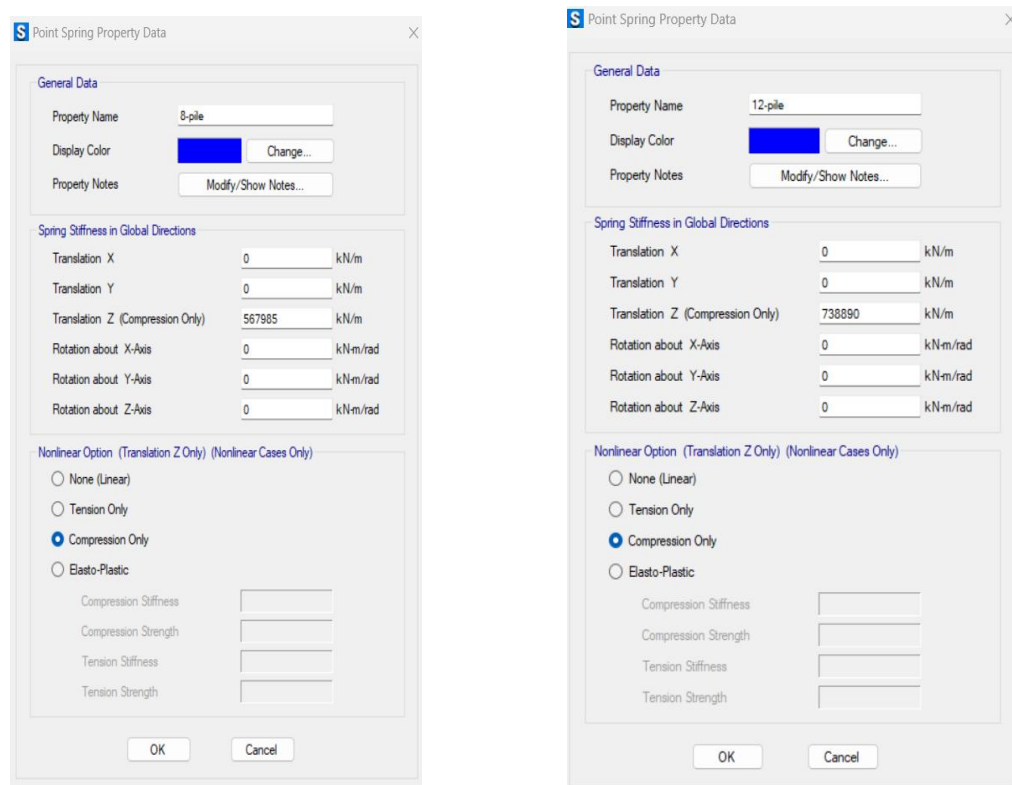 S Point Spring Property Data
General Data
Property Name 8-pile
Display Color Change...
Property Notes Modify/Show Notes...
Spring Stiffness in Global Directions
Translation X 0 kN/m
Translation Y 0 kN/m
Translation Z (Compression Only) 567985 kN/m
Rotation about X-Axis 0 kN-m/rad
Rotation about Y-Axis 0 kN-m/rad
Rotation about Z-Axis 0 kN-m/rad
Nonlinear Option (Translation Z Only) (Nonlinear Cases Only)
None (Linear)
Tension Only
Compression Only
Elasto-Plastic
Compression Stiffness
Compression Strength
Tension Stiffness
Tension Strength
OK Cancel
S Point Spring Property Data
General Data
Property Name 12-pile
Display Color Change...
Property Notes Modify/Show Notes...
Spring Stiffness in Global Directions
Translation X 0 kN/m
Translation Y 0 kN/m
Translation Z (Compression Only) 738890 kN/m
Rotation about X-Axis 0 kN-m/rad
Rotation about Y-Axis 0 kN-m/rad
Rotation about Z-Axis 0 kN-m/rad
Nonlinear Option (Translation Z Only) (Nonlinear Cases Only)
None (Linear)
Tension Only
Compression Only
Elasto-Plastic
Compression Stiffness
Compression Strength
Tension Stiffness
Tension Strength
OK Cancel